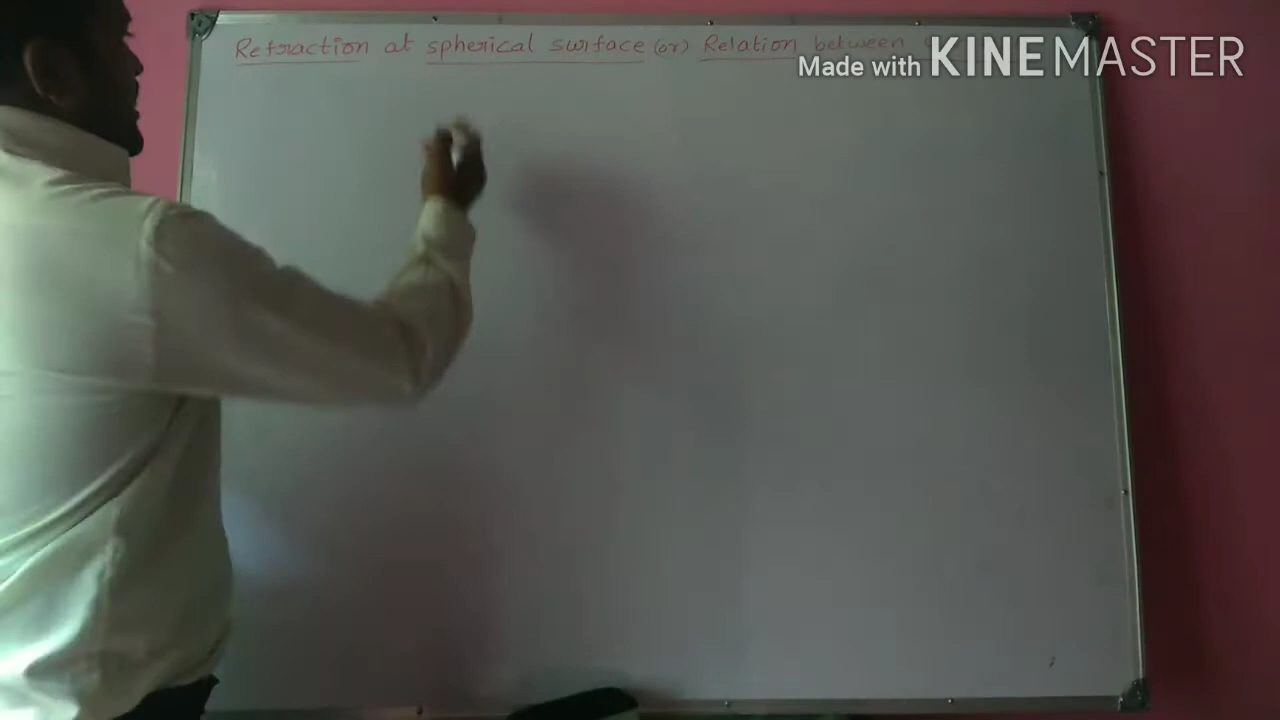 Refraction at spherical surface (or) Relation between
Made with KINEMASTER